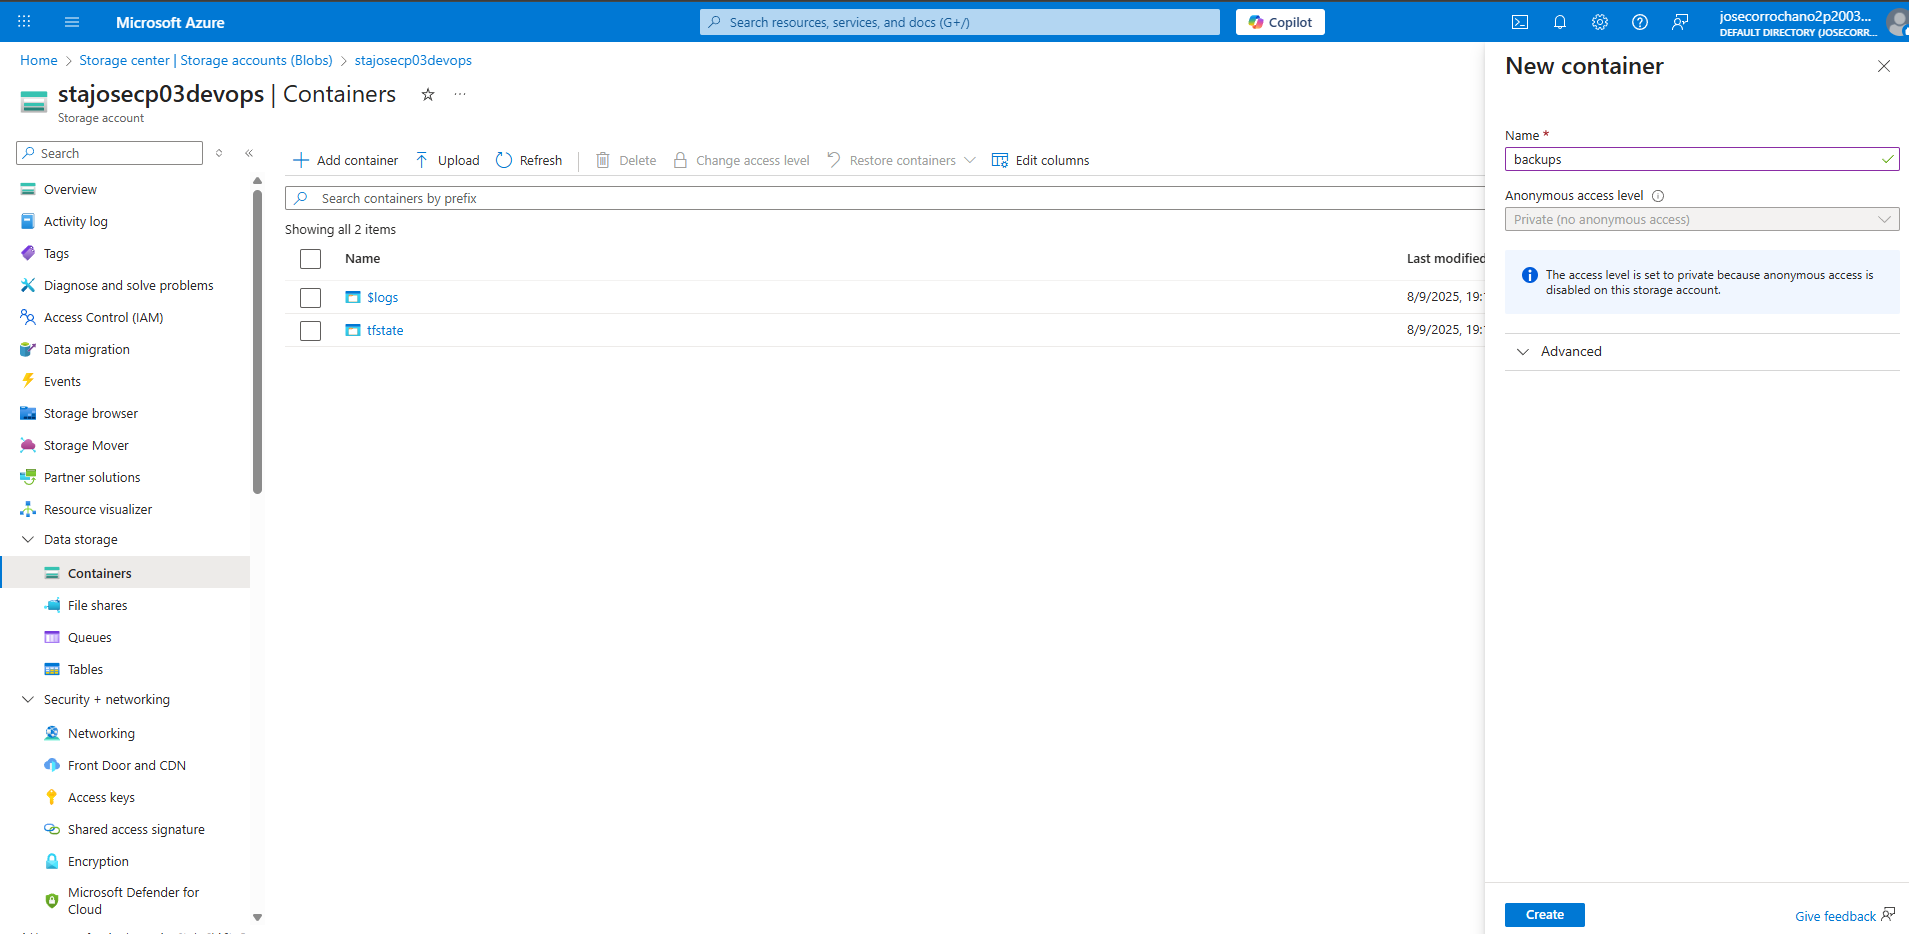 Microsoft Azure
Search resources, services, and docs (G+/)
Copilot
josecorrochano2p2003...
DEFAULT DIRECTORY (JOSECORR...
Home > Storage center | Storage accounts (Blobs) > stajosecp03devops
stajosecp03devops | Containers
Storage account
Search
Overview
Activity log
Tags
Diagnose and solve problems
Access Control (IAM)
Data migration
Events
Storage browser
Storage Mover
Partner solutions
Resource visualizer
Data storage
Containers
File shares
Queues
Tables
Security + networking
Networking
Front Door and CDN
Access keys
Shared access signature
Encryption
Microsoft Defender for
Cloud
Add container Upload Refresh Delete Change access level Restore containers Edit columns
Search containers by prefix
Showing all 2 items
Name Last modified
$logs 8/9/2025, 19:
tfstate 8/9/2025, 19:
New container
Name *
backups
Anonymous access level
Private (no anonymous access)
The access level is set to private because anonymous access is
disabled on this storage account.
Advanced
Create
Give feedback